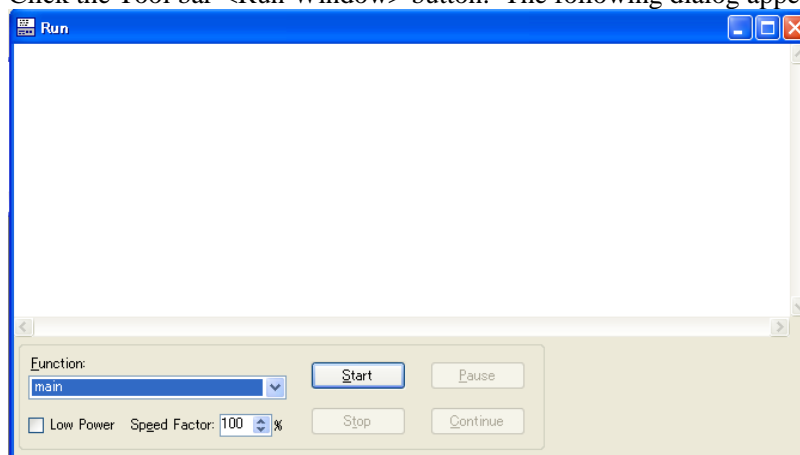 Click the Tool bar <Run Window> button. The following dialog appe
Run
Function:
main
Start
Pause
Low Power
Speed Factor: 100 %
Stop
Continue